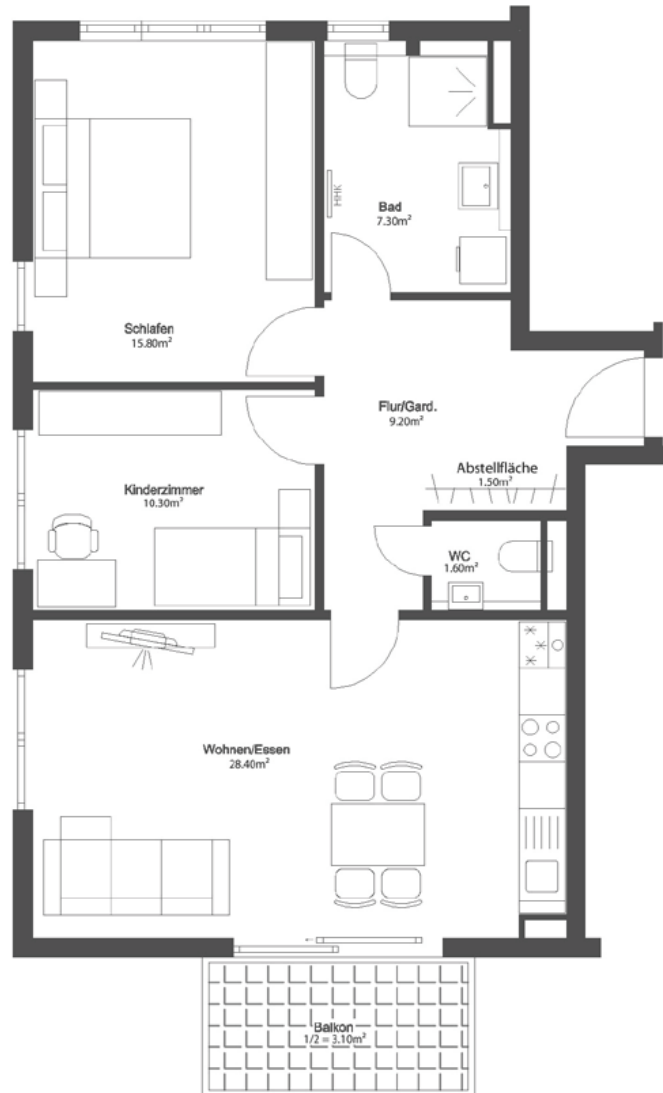 HHK
Bad
7.30m²
Schlafen
15.80m²
Flur/Gard.
9.20m²
Abstellfläche
1.50m²
Kinderzimmer
10.30m²
WC
1.60m²
Wohnen/Essen
28.40m²
Balkon
1/2 = 3.10m²